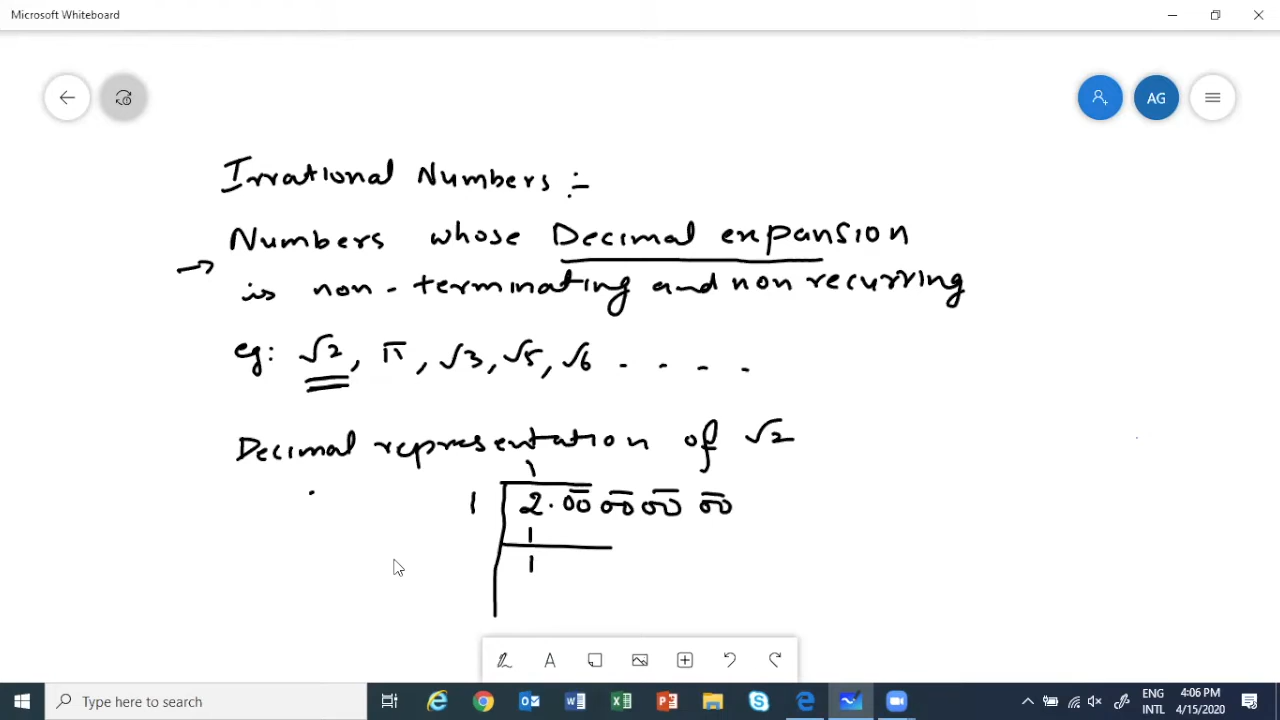 Microsoft Whiteboard
AG
Irrational Numbers :-
Numbers whose Decimal expansion
→ is non-terminating and non recurring
eg: √2, π, √3, √5, √6 . . . .
Decimal representation of √2
1
1 2.00 00 00 00
1
1
A
Type here to search
ENG
INTL
4:06 PM
4/15/2020